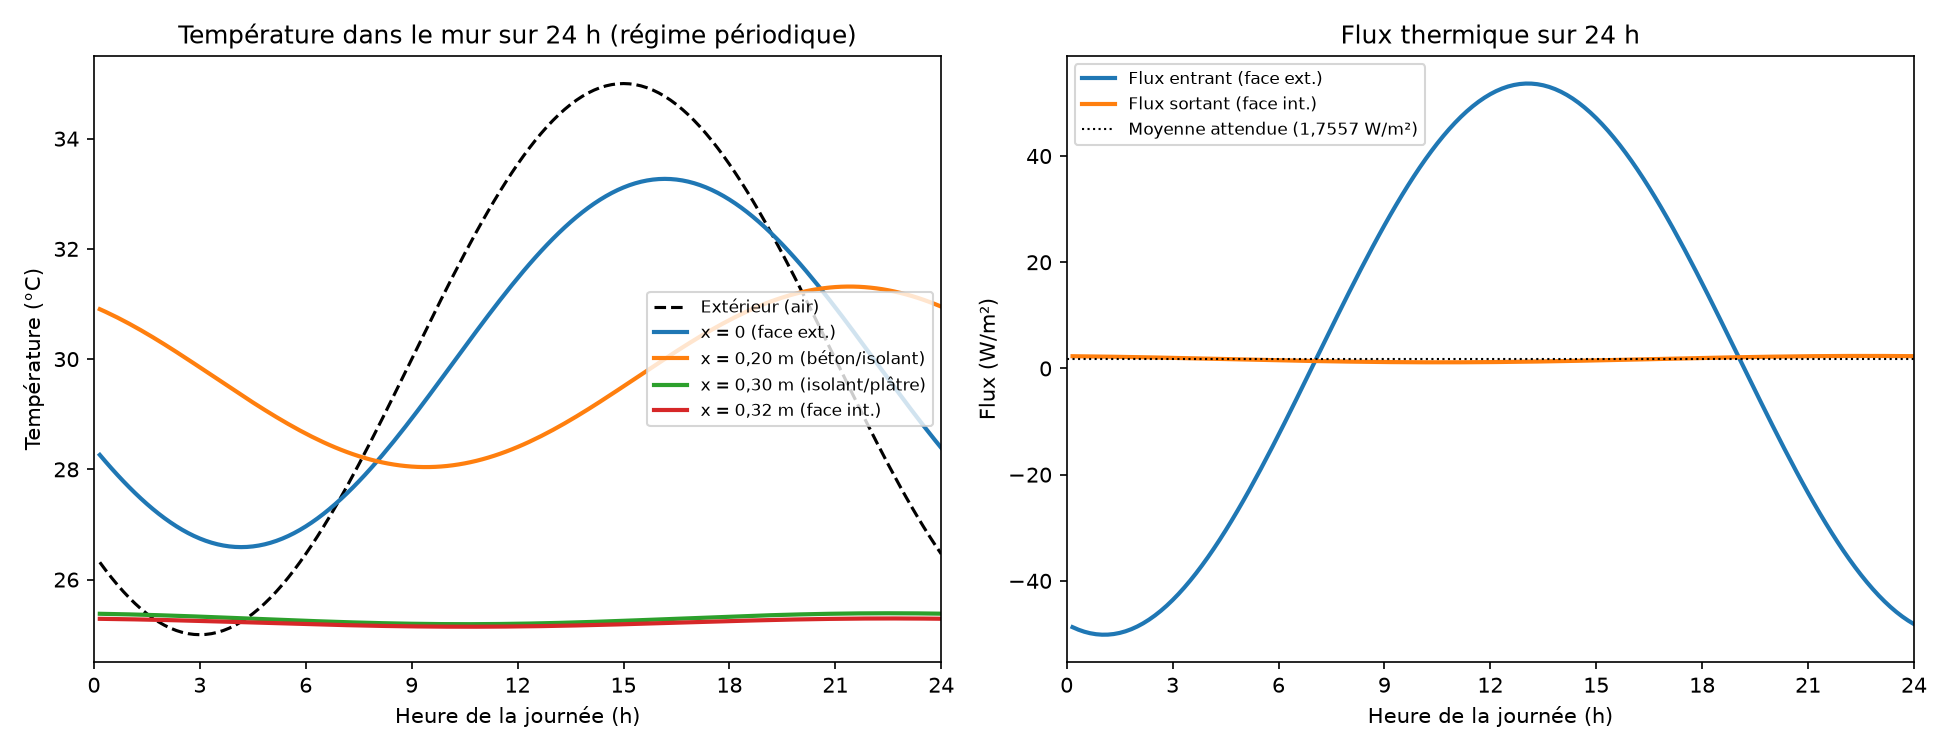 Température dans le mur sur 24 h (régime périodique)
Température (°C)
34
32
30
28
26
Extérieur (air)
x = 0 (face ext.)
x = 0,20 m (béton/isolant)
x = 0,30 m (isolant/plâtre)
x = 0,32 m (face int.)
0 3 6 9 12 15 18 21 24
Heure de la journée (h)
Flux thermique sur 24 h
Flux (W/m²)
Flux entrant (face ext.)
Flux sortant (face int.)
Moyenne attendue (1,7557 W/m²)
40
20
0
−20
−40
0 3 6 9 12 15 18 21 24
Heure de la journée (h)